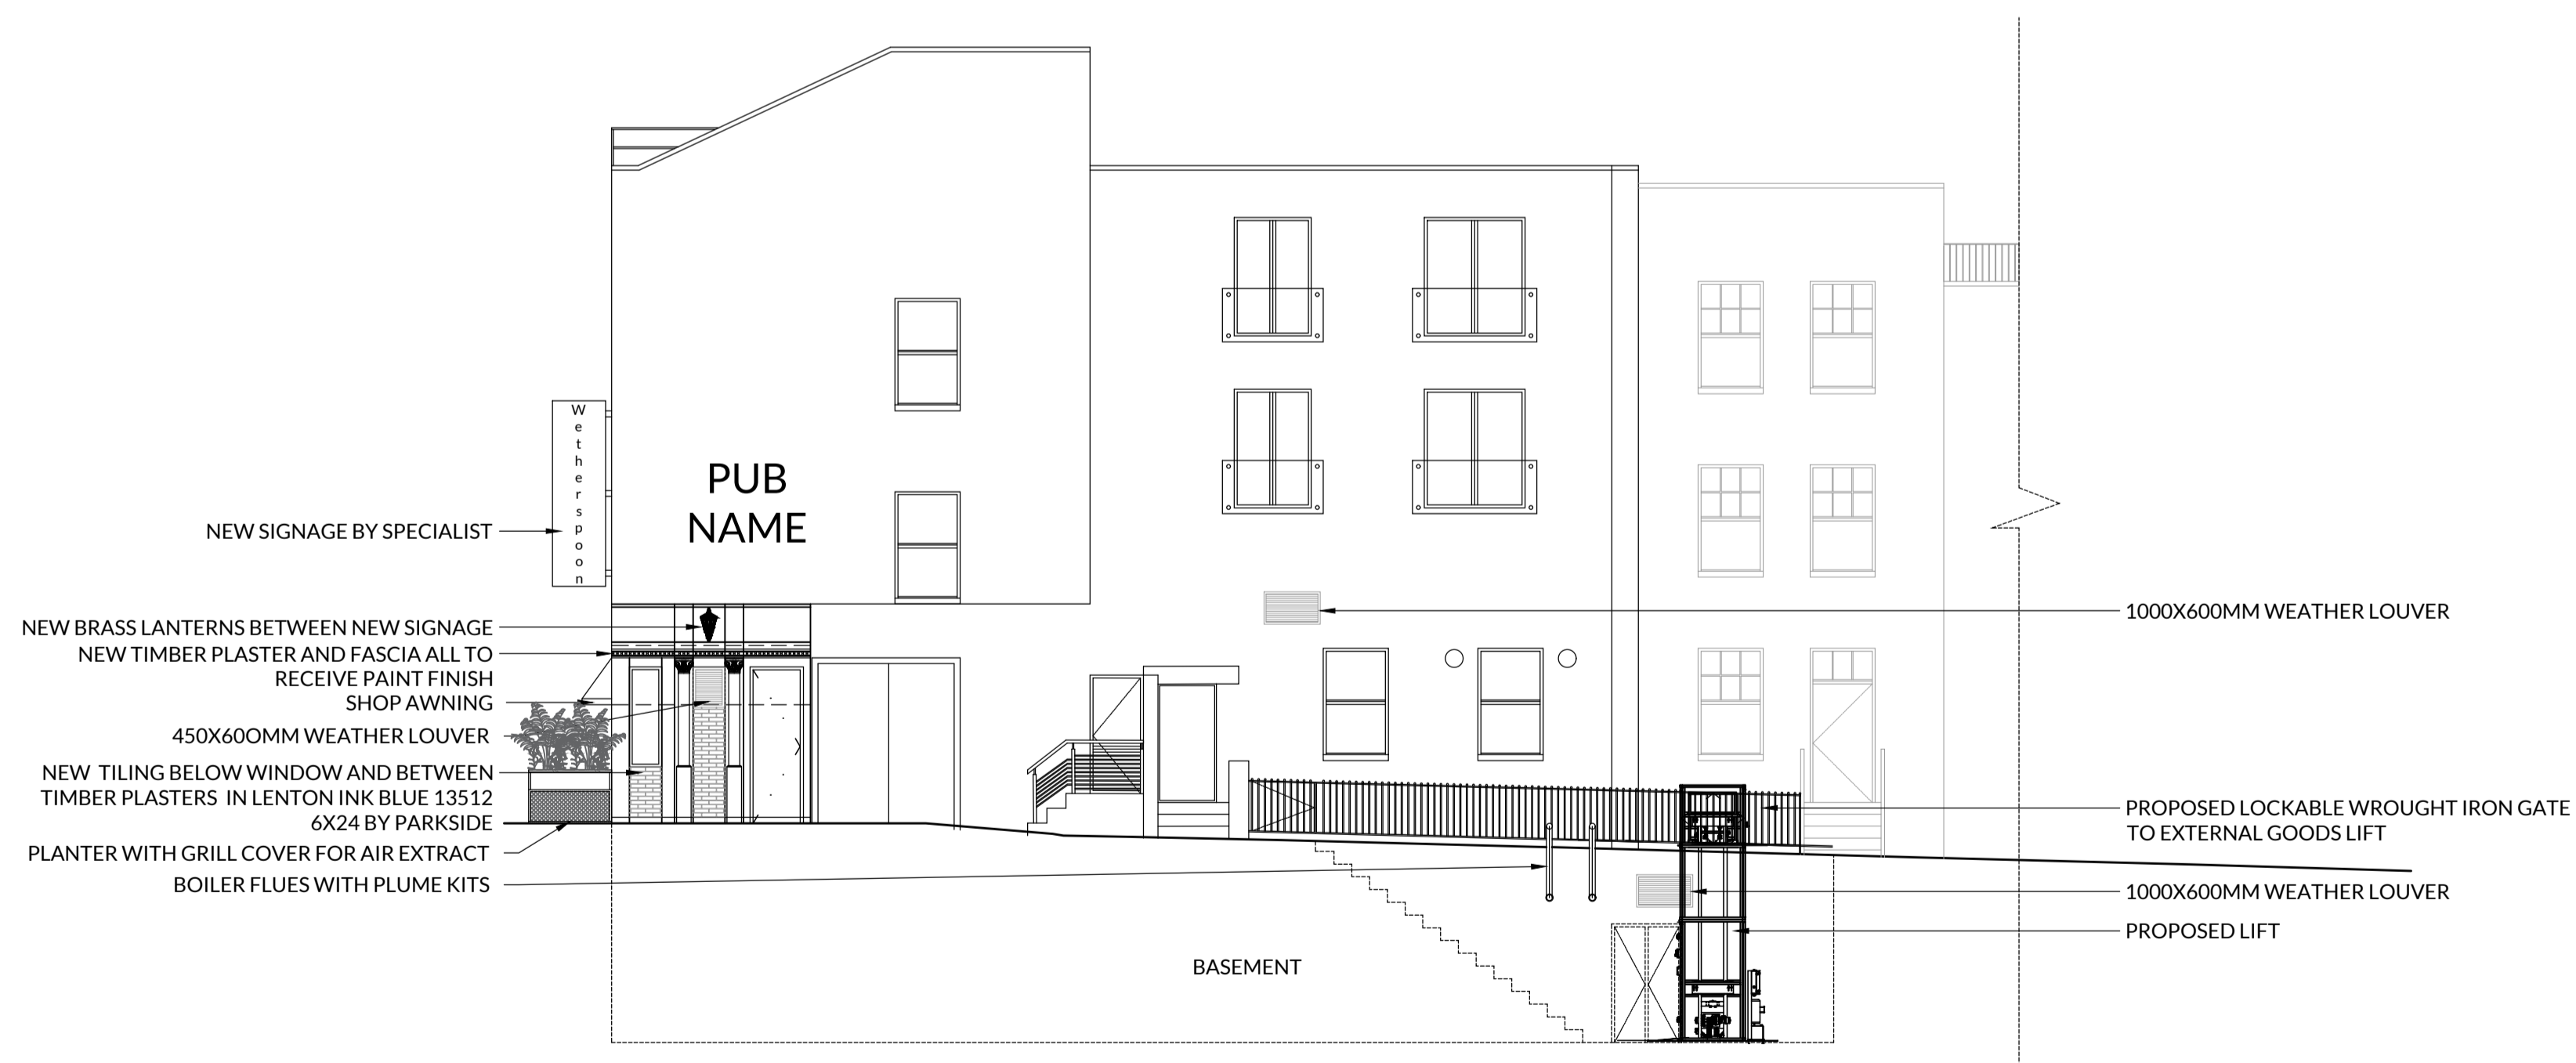 Wetherspoon
PUB
NAME
NEW SIGNAGE BY SPECIALIST
NEW BRASS LANTERNS BETWEEN NEW SIGNAGE
NEW TIMBER PLASTER AND FASCIA ALL TO
RECEIVE PAINT FINISH
SHOP AWNING
450X60OMM WEATHER LOUVER
NEW TILING BELOW WINDOW AND BETWEEN
TIMBER PLASTERS IN LENTON INK BLUE 13512
6X24 BY PARKSIDE
PLANTER WITH GRILL COVER FOR AIR EXTRACT
BOILER FLUES WITH PLUME KITS
BASEMENT
1000X600MM WEATHER LOUVER
PROPOSED LOCKABLE WROUGHT IRON GATE
TO EXTERNAL GOODS LIFT
1000X600MM WEATHER LOUVER
PROPOSED LIFT